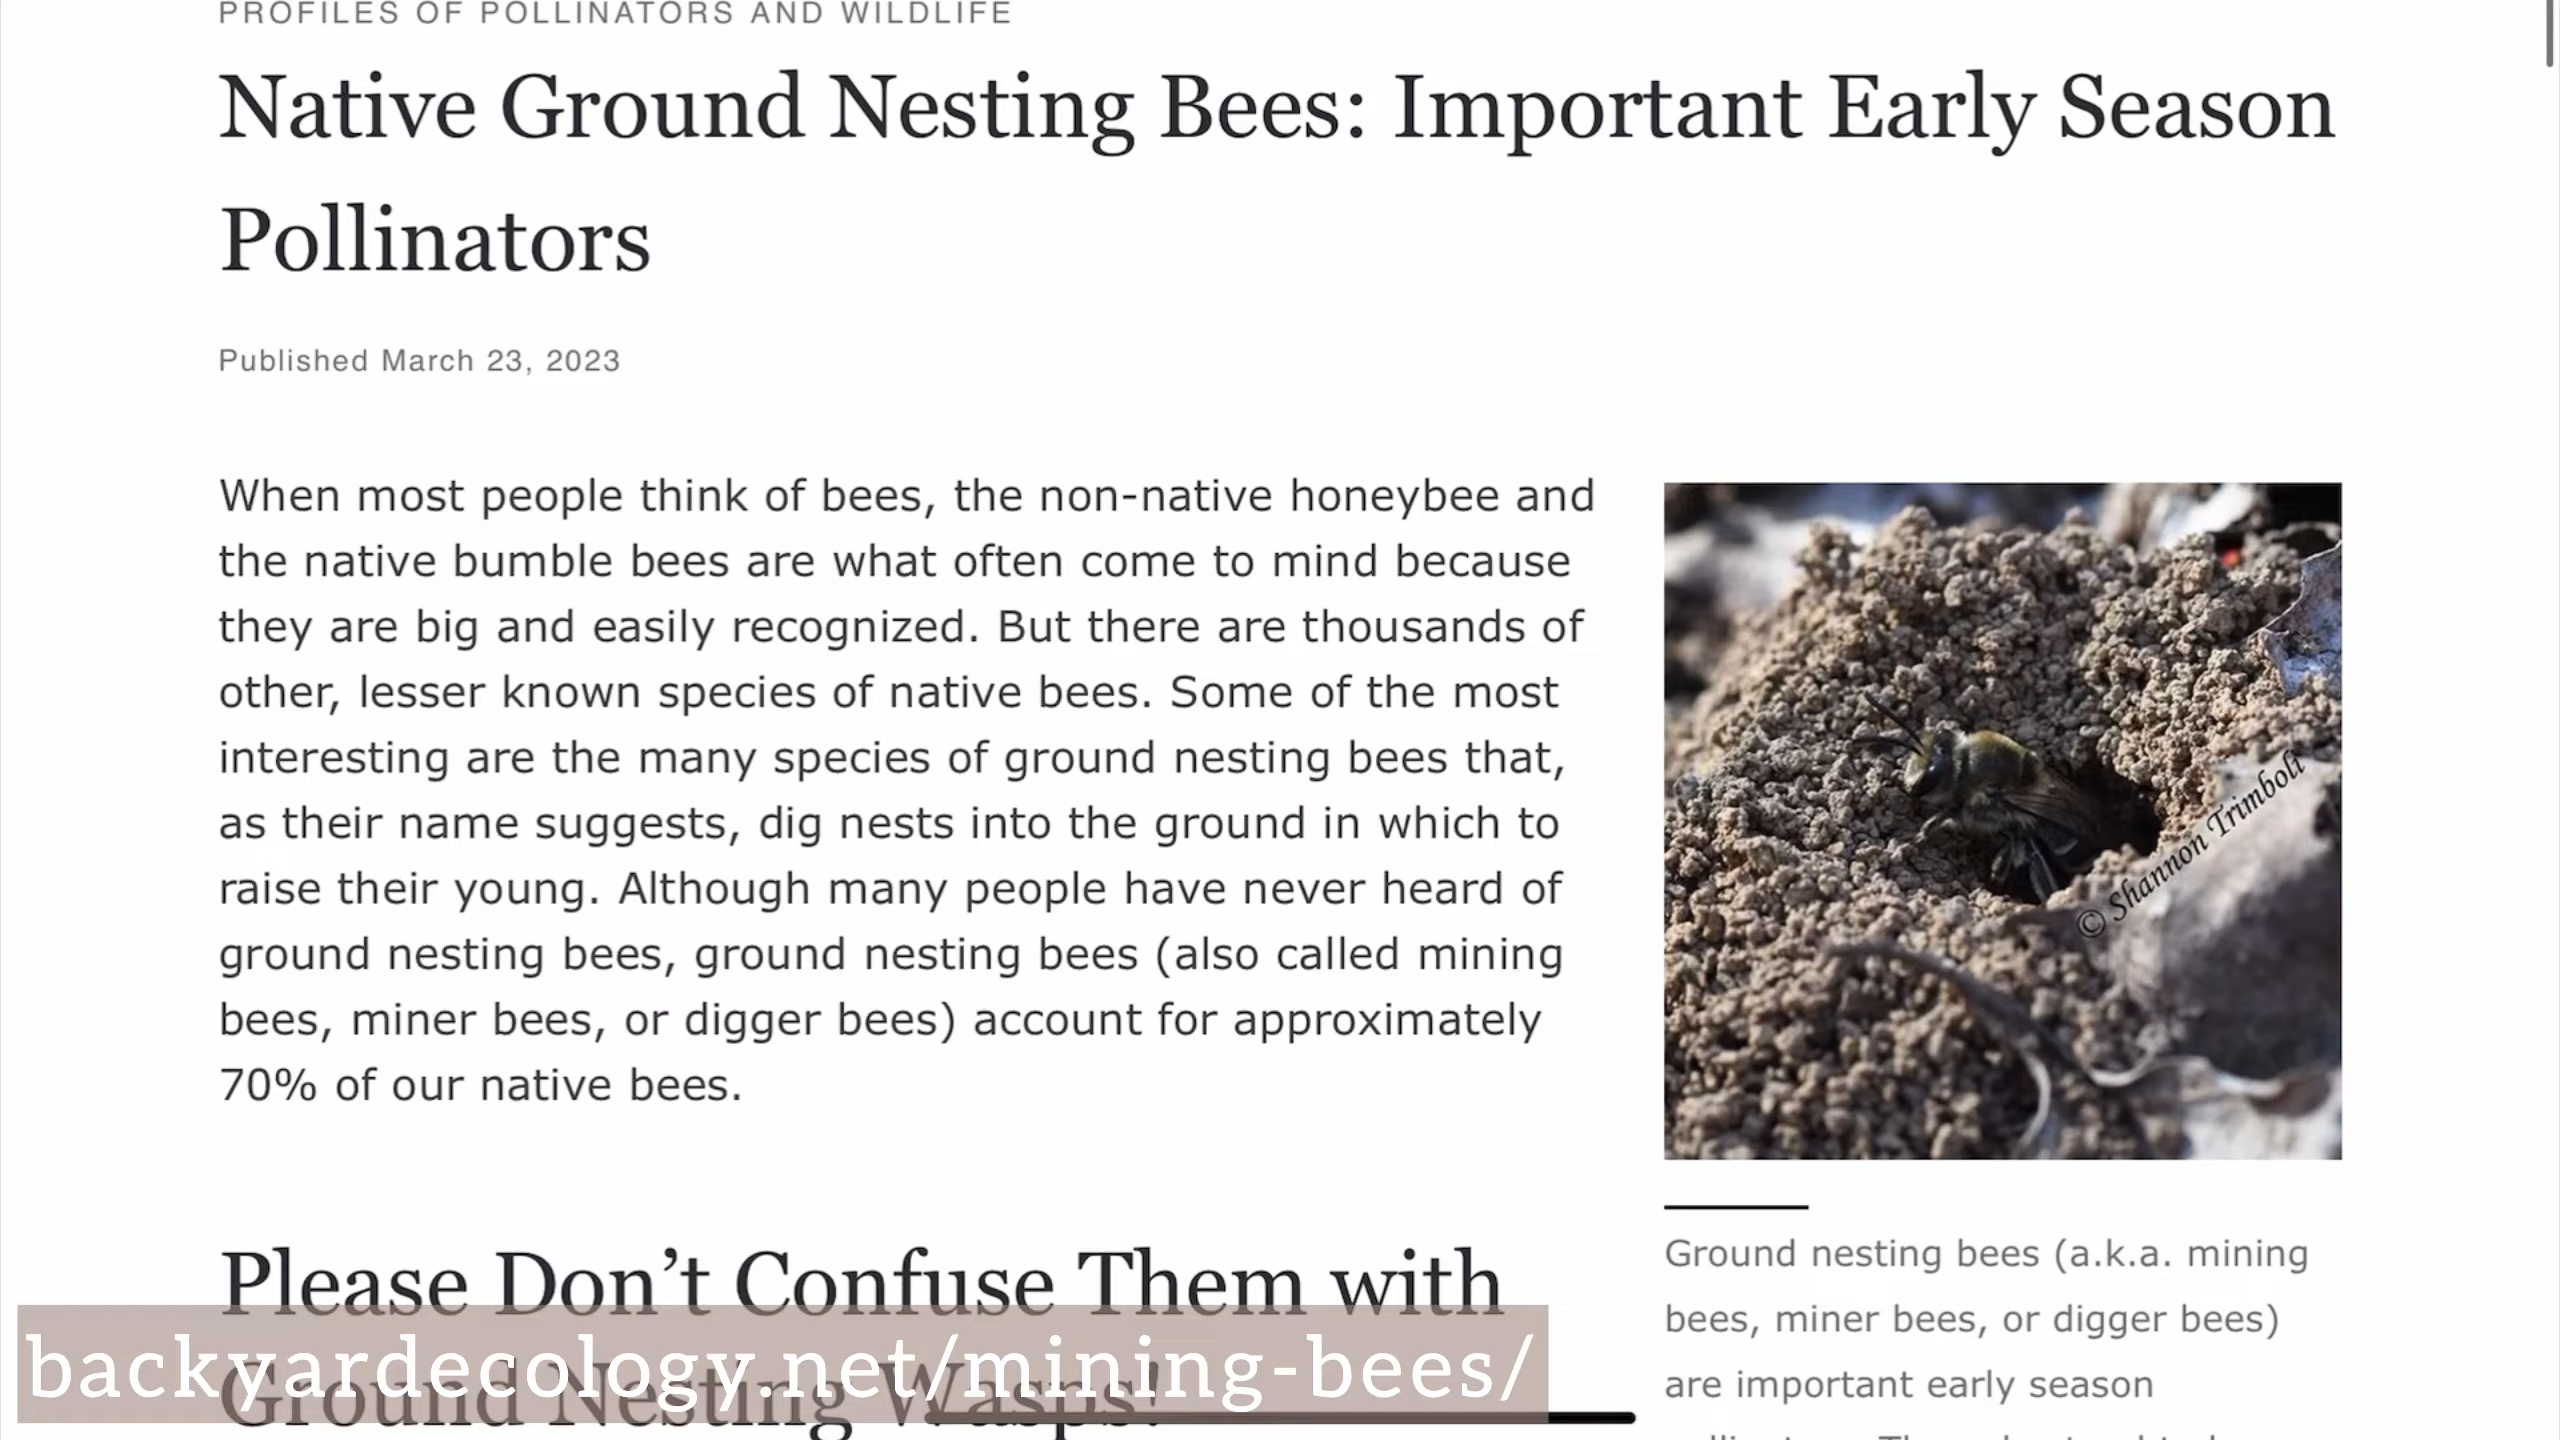 PROFILES OF POLLINATORS AND WILDLIFE
Native Ground Nesting Bees: Important Early Season
Pollinators
Published March 23, 2023
When most people think of bees, the non-native honeybee and
the native bumble bees are what often come to mind because
they are big and easily recognized. But there are thousands of
other, lesser known species of native bees. Some of the most
interesting are the many species of ground nesting bees that,
as their name suggests, dig nests into the ground in which to
raise their young. Although many people have never heard of
ground nesting bees, ground nesting bees (also called mining
bees, miner bees, or digger bees) account for approximately
70% of our native bees.
© Shannon Trimboli
Please Don’t Confuse Them with
Ground Nesting Wasps!
backyardecology.net/mining-bees/
Ground nesting bees (a.k.a. mining
bees, miner bees, or digger bees)
are important early season